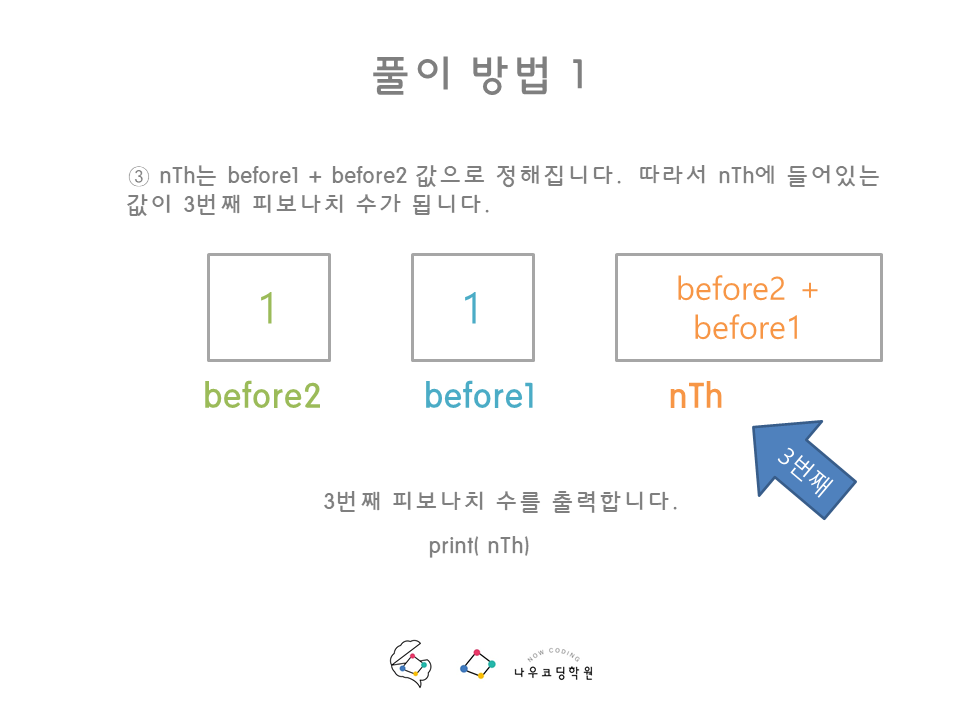 풀이 방법 1
③ nTh는 before1 + before2 값으로 정해집니다. 따라서 nTh에 들어있는
값이 3번째 피보나치 수가 됩니다.
1
1
before2 +
before1
before2
before1
nTh
3번째
3번째 피보나치 수를 출력합니다.
print( nTh)
NOW CODING
나우코딩학원